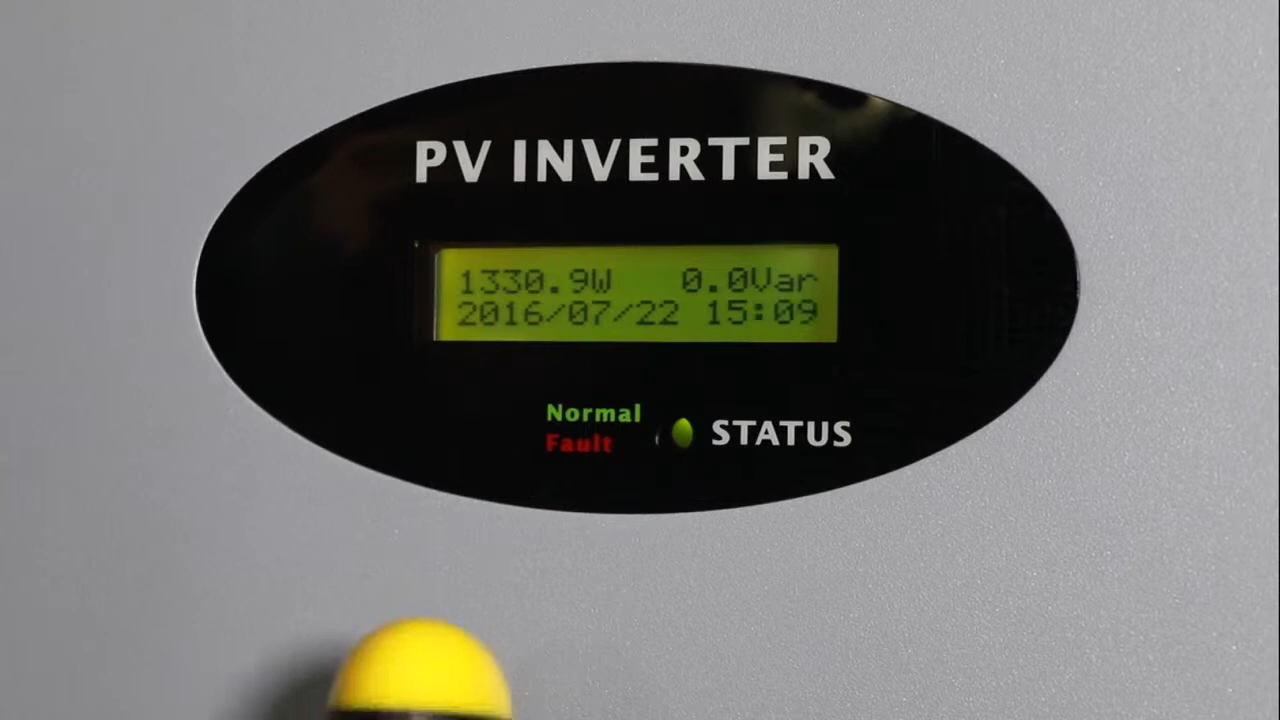 PV INVERTER
1330.9W 0.0Var
2016/07/22 15:09
Normal
Fault
STATUS